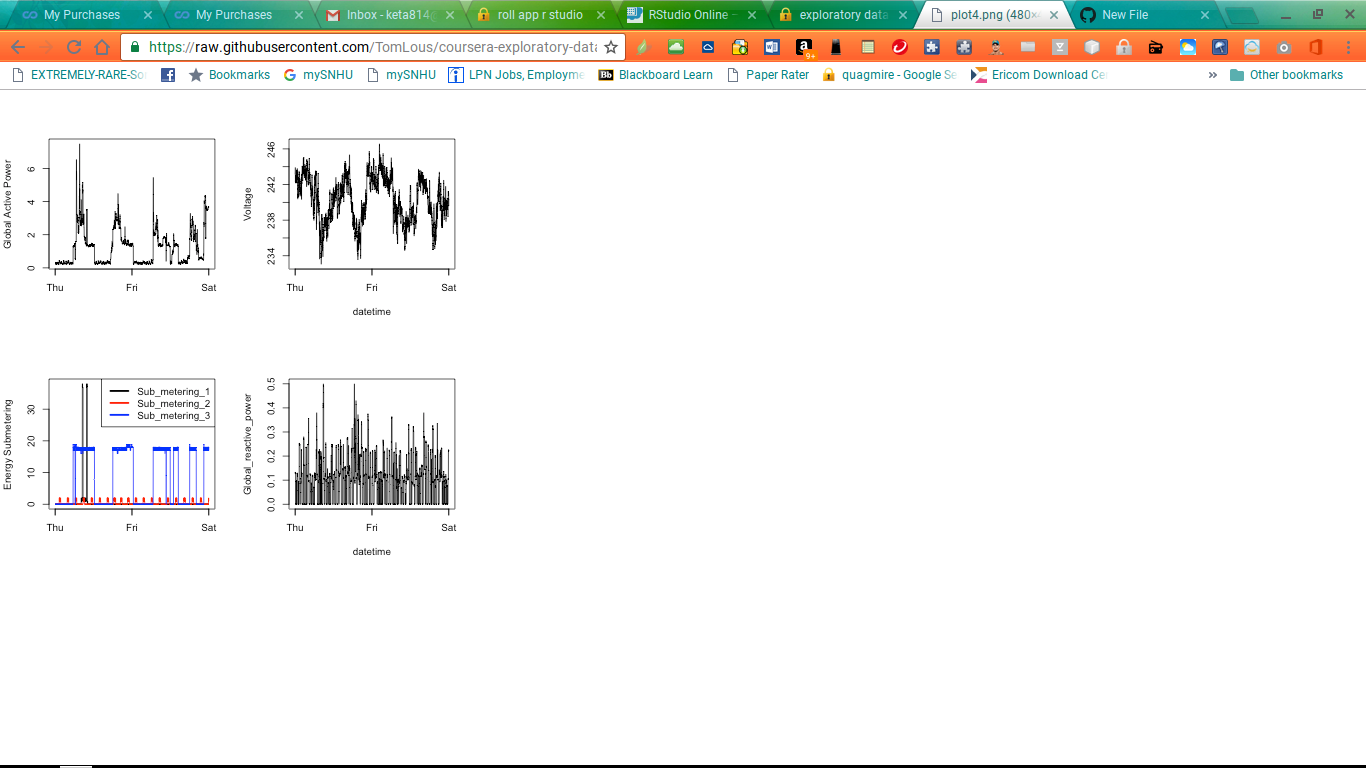 My Purchases My Purchases Inbox - keta814 roll app r studio RStudio Online - exploratory data plot4.png (480× New File
https://raw.githubusercontent.com/TomLous/coursera-exploratory-data 9+
EXTREMELY-RARE-So Bookmarks mySNHU mySNHU LPN Jobs, Employme Bb Blackboard Learn Paper Rater quagmire - Google Se Ericom Download Ce » Other bookmarks
Global Active Power
6
4
2
0
Thu Fri Sat
Voltage
246
242
238
234
Thu Fri Sat
datetime
Energy Submetering
30
20
10
0
Sub_metering_1
Sub_metering_2
Sub_metering_3
Thu Fri Sat
Global_reactive_power
0.5
0.4
0.3
0.2
0.1
0.0
Thu Fri Sat
datetime